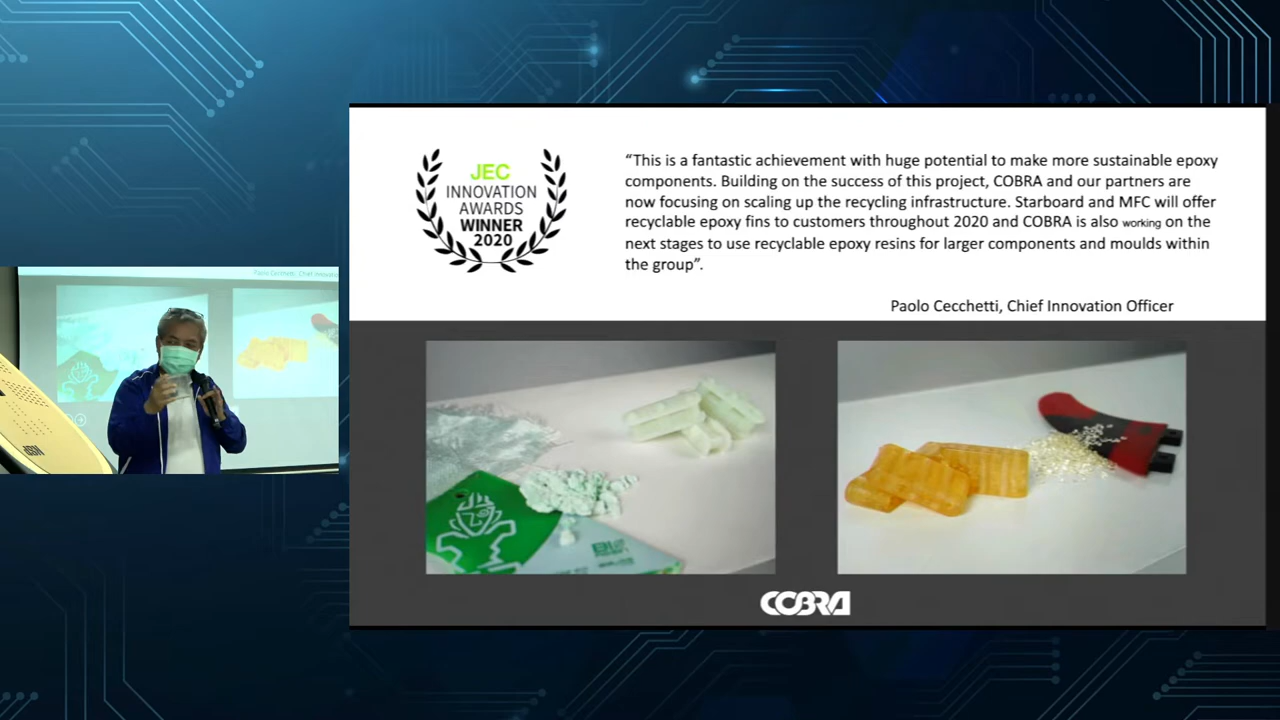 JEC
INNOVATION
AWARDS
WINNER
2020
“This is a fantastic achievement with huge potential to make more sustainable epoxy
components. Building on the success of this project, COBRA and our partners are
now focusing on scaling up the recycling infrastructure. Starboard and MFC will offer
recyclable epoxy fins to customers throughout 2020 and COBRA is also working on the
next stages to use recyclable epoxy resins for larger components and moulds within
the group”.
Paolo Cecchetti, Chief Innovation Officer
COBRA